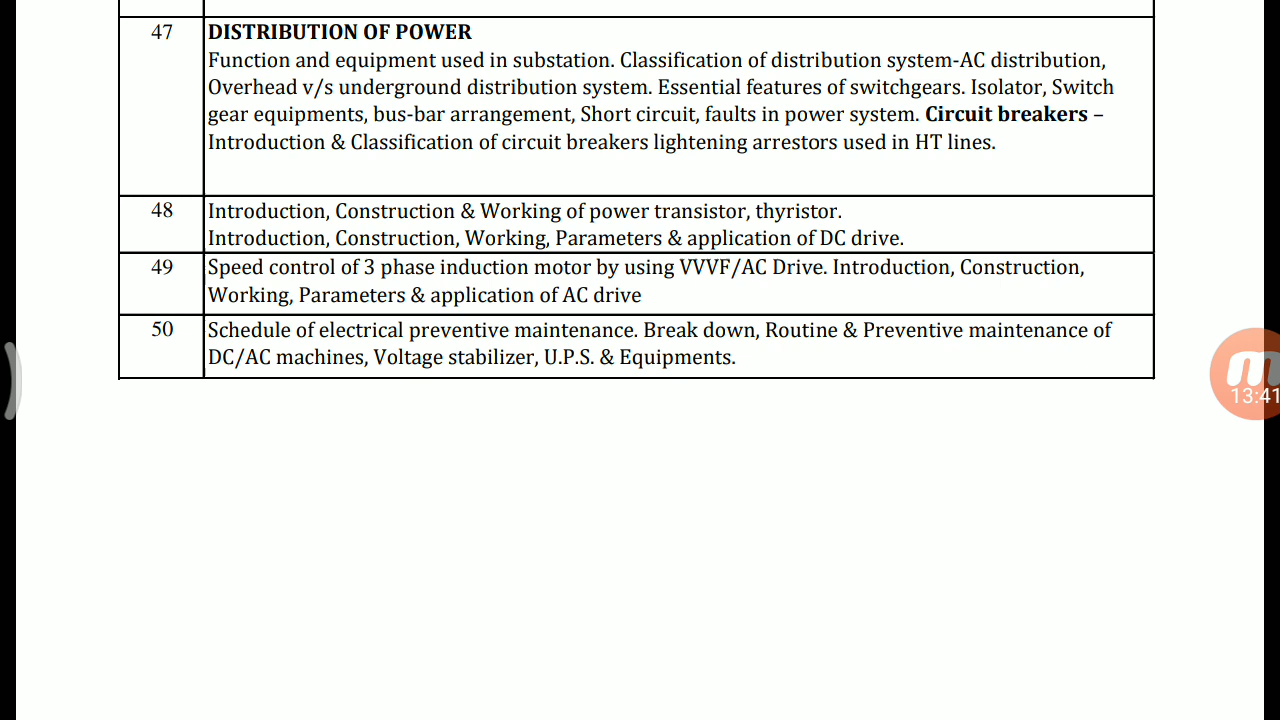 47
DISTRIBUTION OF POWER
Function and equipment used in substation. Classification of distribution system-AC distribution,
Overhead v/s underground distribution system. Essential features of switchgears. Isolator, Switch
gear equipments, bus-bar arrangement, Short circuit, faults in power system. Circuit breakers –
Introduction & Classification of circuit breakers lightening arrestors used in HT lines.
48
Introduction, Construction & Working of power transistor, thyristor.
Introduction, Construction, Working, Parameters & application of DC drive.
49
Speed control of 3 phase induction motor by using VVVF/AC Drive. Introduction, Construction,
Working, Parameters & application of AC drive
50
Schedule of electrical preventive maintenance. Break down, Routine & Preventive maintenance of
DC/AC machines, Voltage stabilizer, U.P.S. & Equipments.
13:41